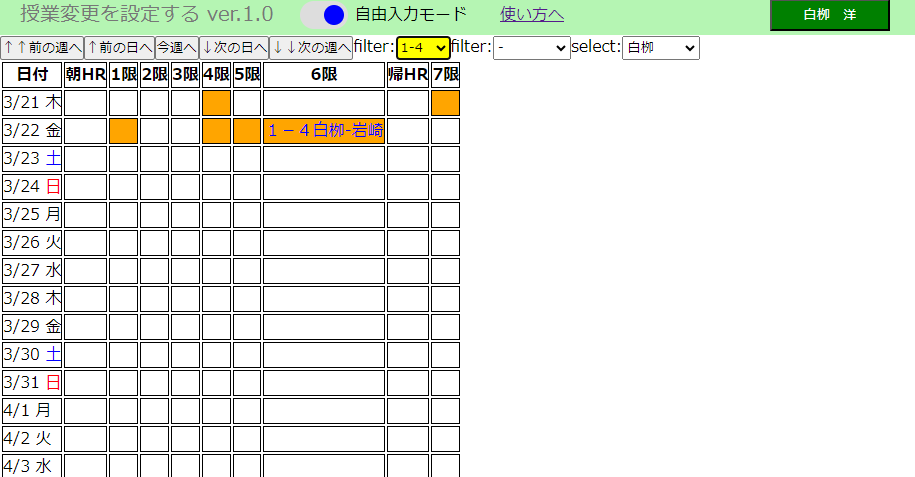 授業変更を設定する ver.1.0 自由入力モード 使い方へ 白栁 洋
↑↑前の週へ ↑前の日へ 今週へ ↓次の日へ ↓↓次の週へ filter: 1-4 filter: - select: 白栁
日付 朝HR 1限 2限 3限 4限 5限 6限 帰HR 7限
3/21 木
3/22 金 １－４白栁-岩崎
3/23 土
3/24 日
3/25 月
3/26 火
3/27 水
3/28 木
3/29 金
3/30 土
3/31 日
4/1 月
4/2 火
4/3 水